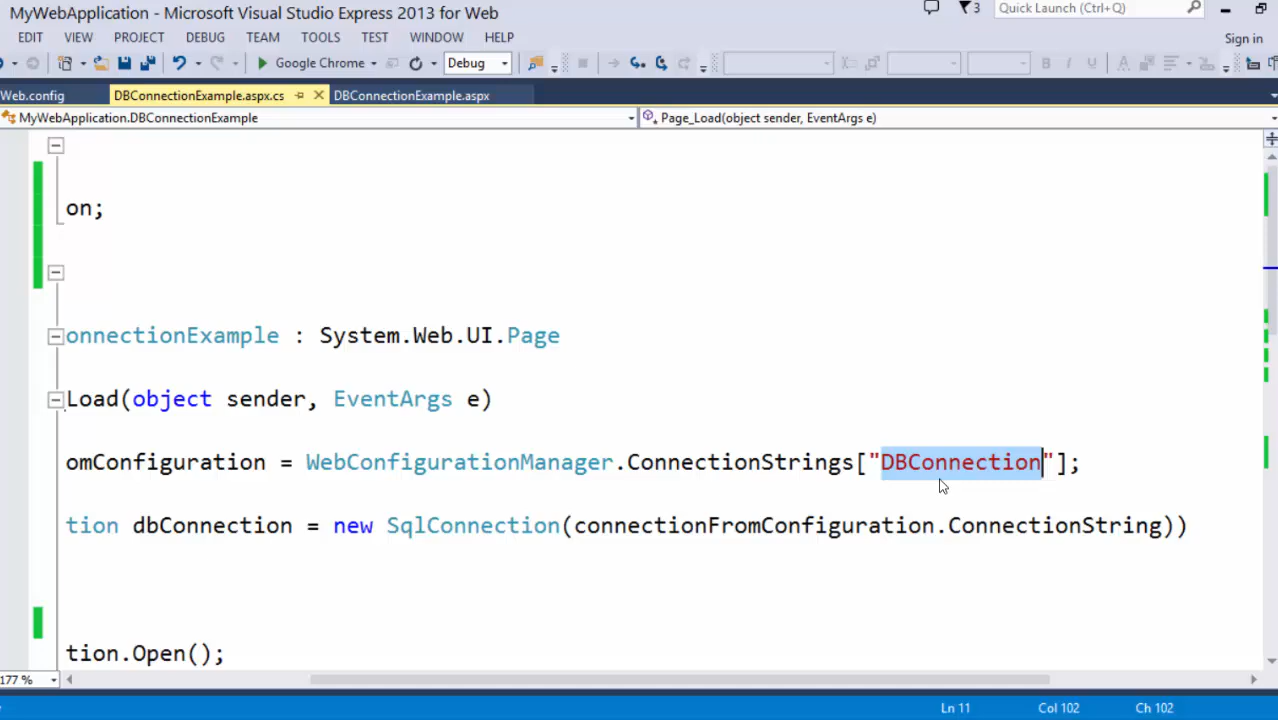 MyWebApplication - Microsoft Visual Studio Express 2013 for Web
3
Quick Launch (Ctrl+Q)
EDIT VIEW PROJECT DEBUG TEAM TOOLS TEST WINDOW HELP
Sign in
Google Chrome
Debug
B I U A
Web.config DBConnectionExample.aspx.cs DBConnectionExample.aspx
MyWebApplication.DBConnectionExample Page_Load(object sender, EventArgs e)
on;
onnectionExample : System.Web.UI.Page
Load(object sender, EventArgs e)
omConfiguration = WebConfigurationManager.ConnectionStrings["DBConnection"];
tion dbConnection = new SqlConnection(connectionFromConfiguration.ConnectionString))
tion.Open();
177 %
Ln 11 Col 102 Ch 102